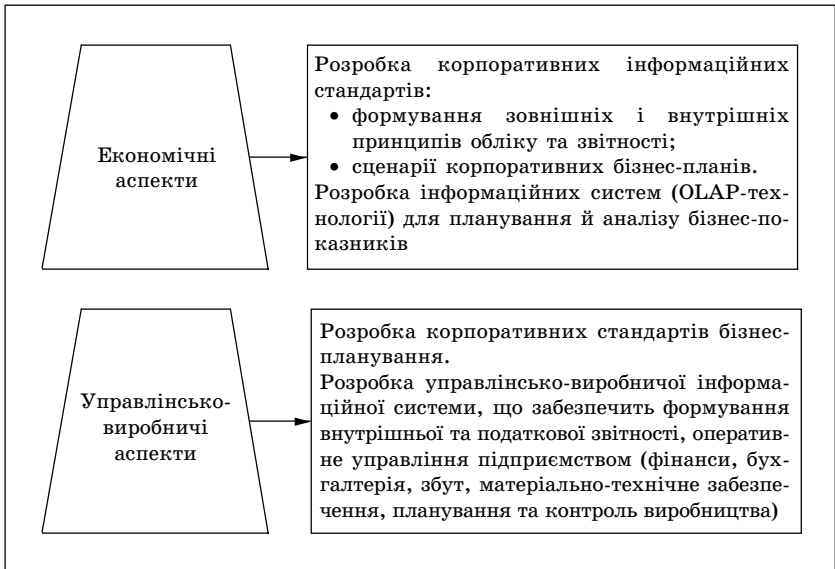 Економічні
аспекти
Розробка корпоративних інформаційних
стандартів:
• формування зовнішніх і внутрішніх
принципів обліку та звітності;
• сценарії корпоративних бізнес-планів.
Розробка інформаційних систем (OLAP-тех-
нології) для планування й аналізу бізнес-по-
казників
Управлінсько-
виробничі
аспекти
Розробка корпоративних стандартів бізнес-
планування.
Розробка управлінсько-виробничої інформа-
ційної системи, що забезпечить формування
внутрішньої та податкової звітності, оператив-
не управління підприємством (фінанси, бух-
галтерія, збут, матеріально-технічне забезпе-
чення, планування та контроль виробництва)